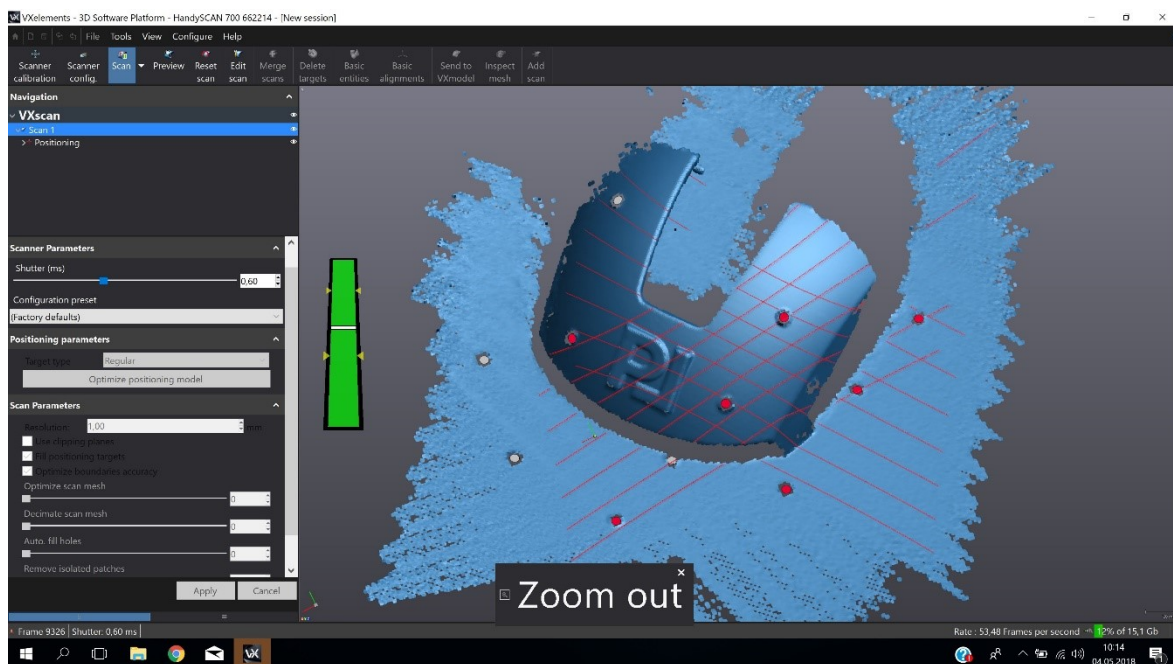 VXelements - 3D Software Platform - HandySCAN 700 662214 - [New session]
File Tools View Configure Help
Scanner calibration
Scanner config.
Scan
Preview
Reset scan
Edit scan
Merge scans
Delete targets
Basic entities
Basic alignments
Send to VXmodel
Inspect mesh
Add scan
Navigation
VXscan
Scan 1
Positioning
Scanner Parameters
Shutter (ms)
0,60
Configuration preset
(Factory defaults)
Positioning parameters
Target type Regular
Optimize positioning model
Scan Parameters
Resolution: 1,00 mm
Use clipping planes
Fill positioning targets
Optimize boundaries accuracy
Optimize scan mesh
0
Decimate scan mesh
0
Auto. fill holes
0
Remove isolated patches
Apply Cancel
Zoom out
Frame 9326 Shutter: 0,60 ms
Rate : 53,48 Frames per second 12% of 15,1 Gb
10:14
04.05.2018